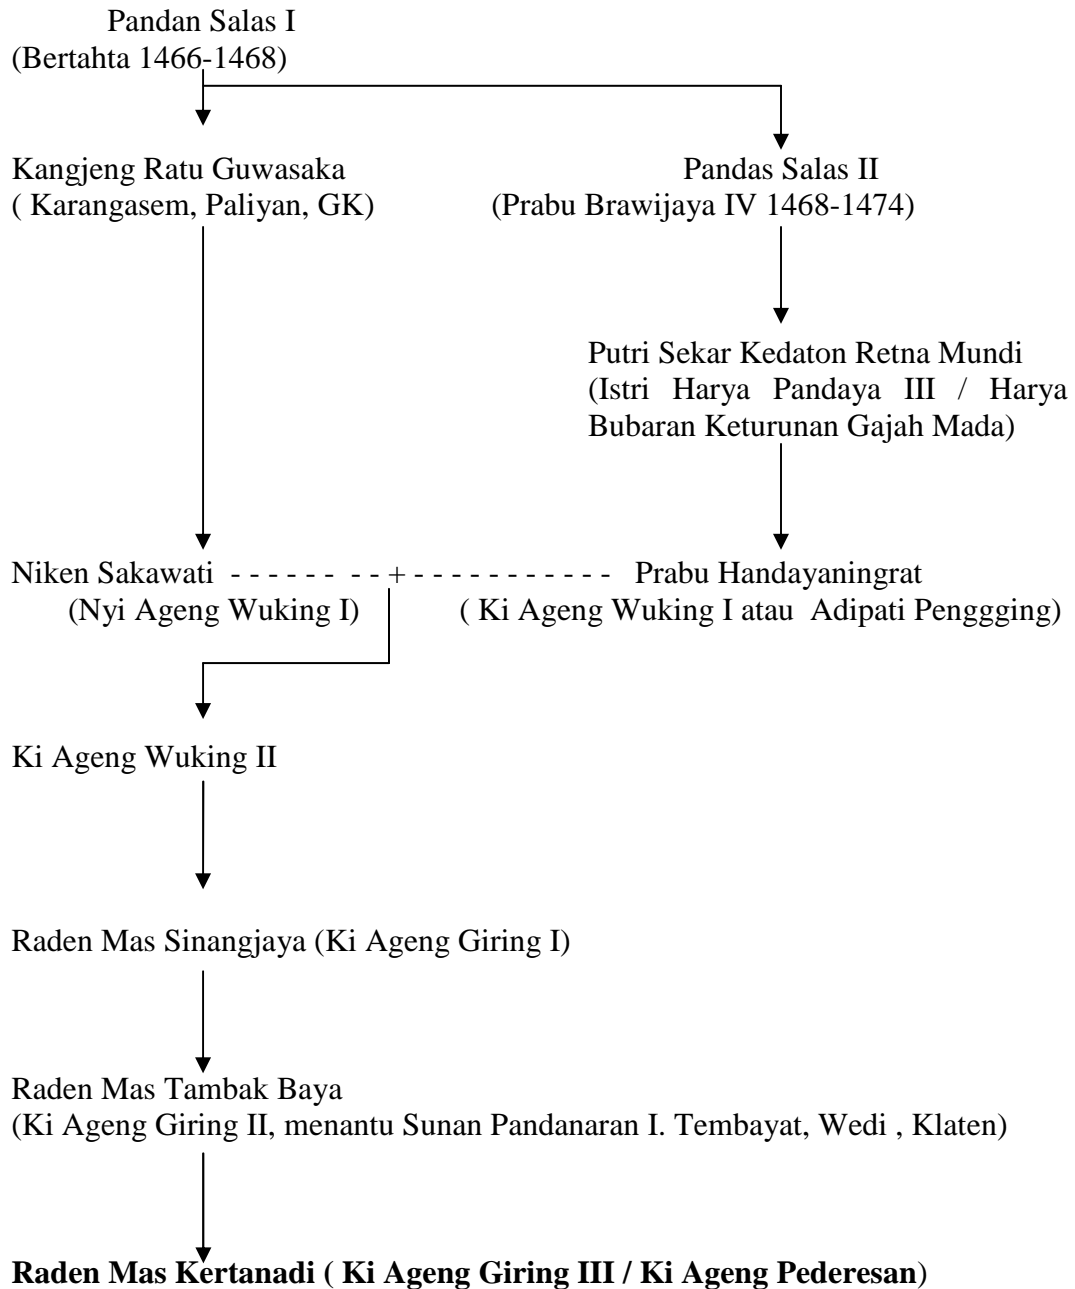 Pandan Salas I
(Bertahta 1466-1468)
Kangjeng Ratu Guwasaka
( Karangasem, Paliyan, GK)
Pandas Salas II
(Prabu Brawijaya IV 1468-1474)
Putri Sekar Kedaton Retna Mundi
(Istri Harya Pandaya III / Harya
Bubaran Keturunan Gajah Mada)
Niken Sakawati - - - - - - - - + - - - - - - - - - - - Prabu Handayaningrat
(Nyi Ageng Wuking I) ( Ki Ageng Wuking I atau Adipati Penggging)
Ki Ageng Wuking II
Raden Mas Sinangjaya (Ki Ageng Giring I)
Raden Mas Tambak Baya
(Ki Ageng Giring II, menantu Sunan Pandanaran I. Tembayat, Wedi , Klaten)
Raden Mas Kertanadi ( Ki Ageng Giring III / Ki Ageng Pederesan)